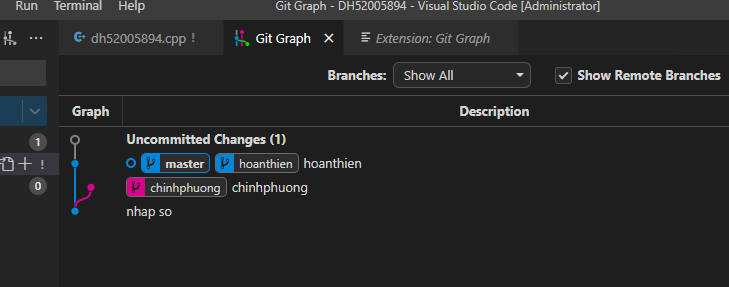 Run Terminal Help Git Graph - DH52005894 - Visual Studio Code [Administrator]
dh52005894.cpp ! Git Graph Extension: Git Graph
Branches: Show All Show Remote Branches
Graph Description
1 Uncommitted Changes (1)
! master hoanthien hoanthien
0 chinhphuong chinhphuong
nhap so